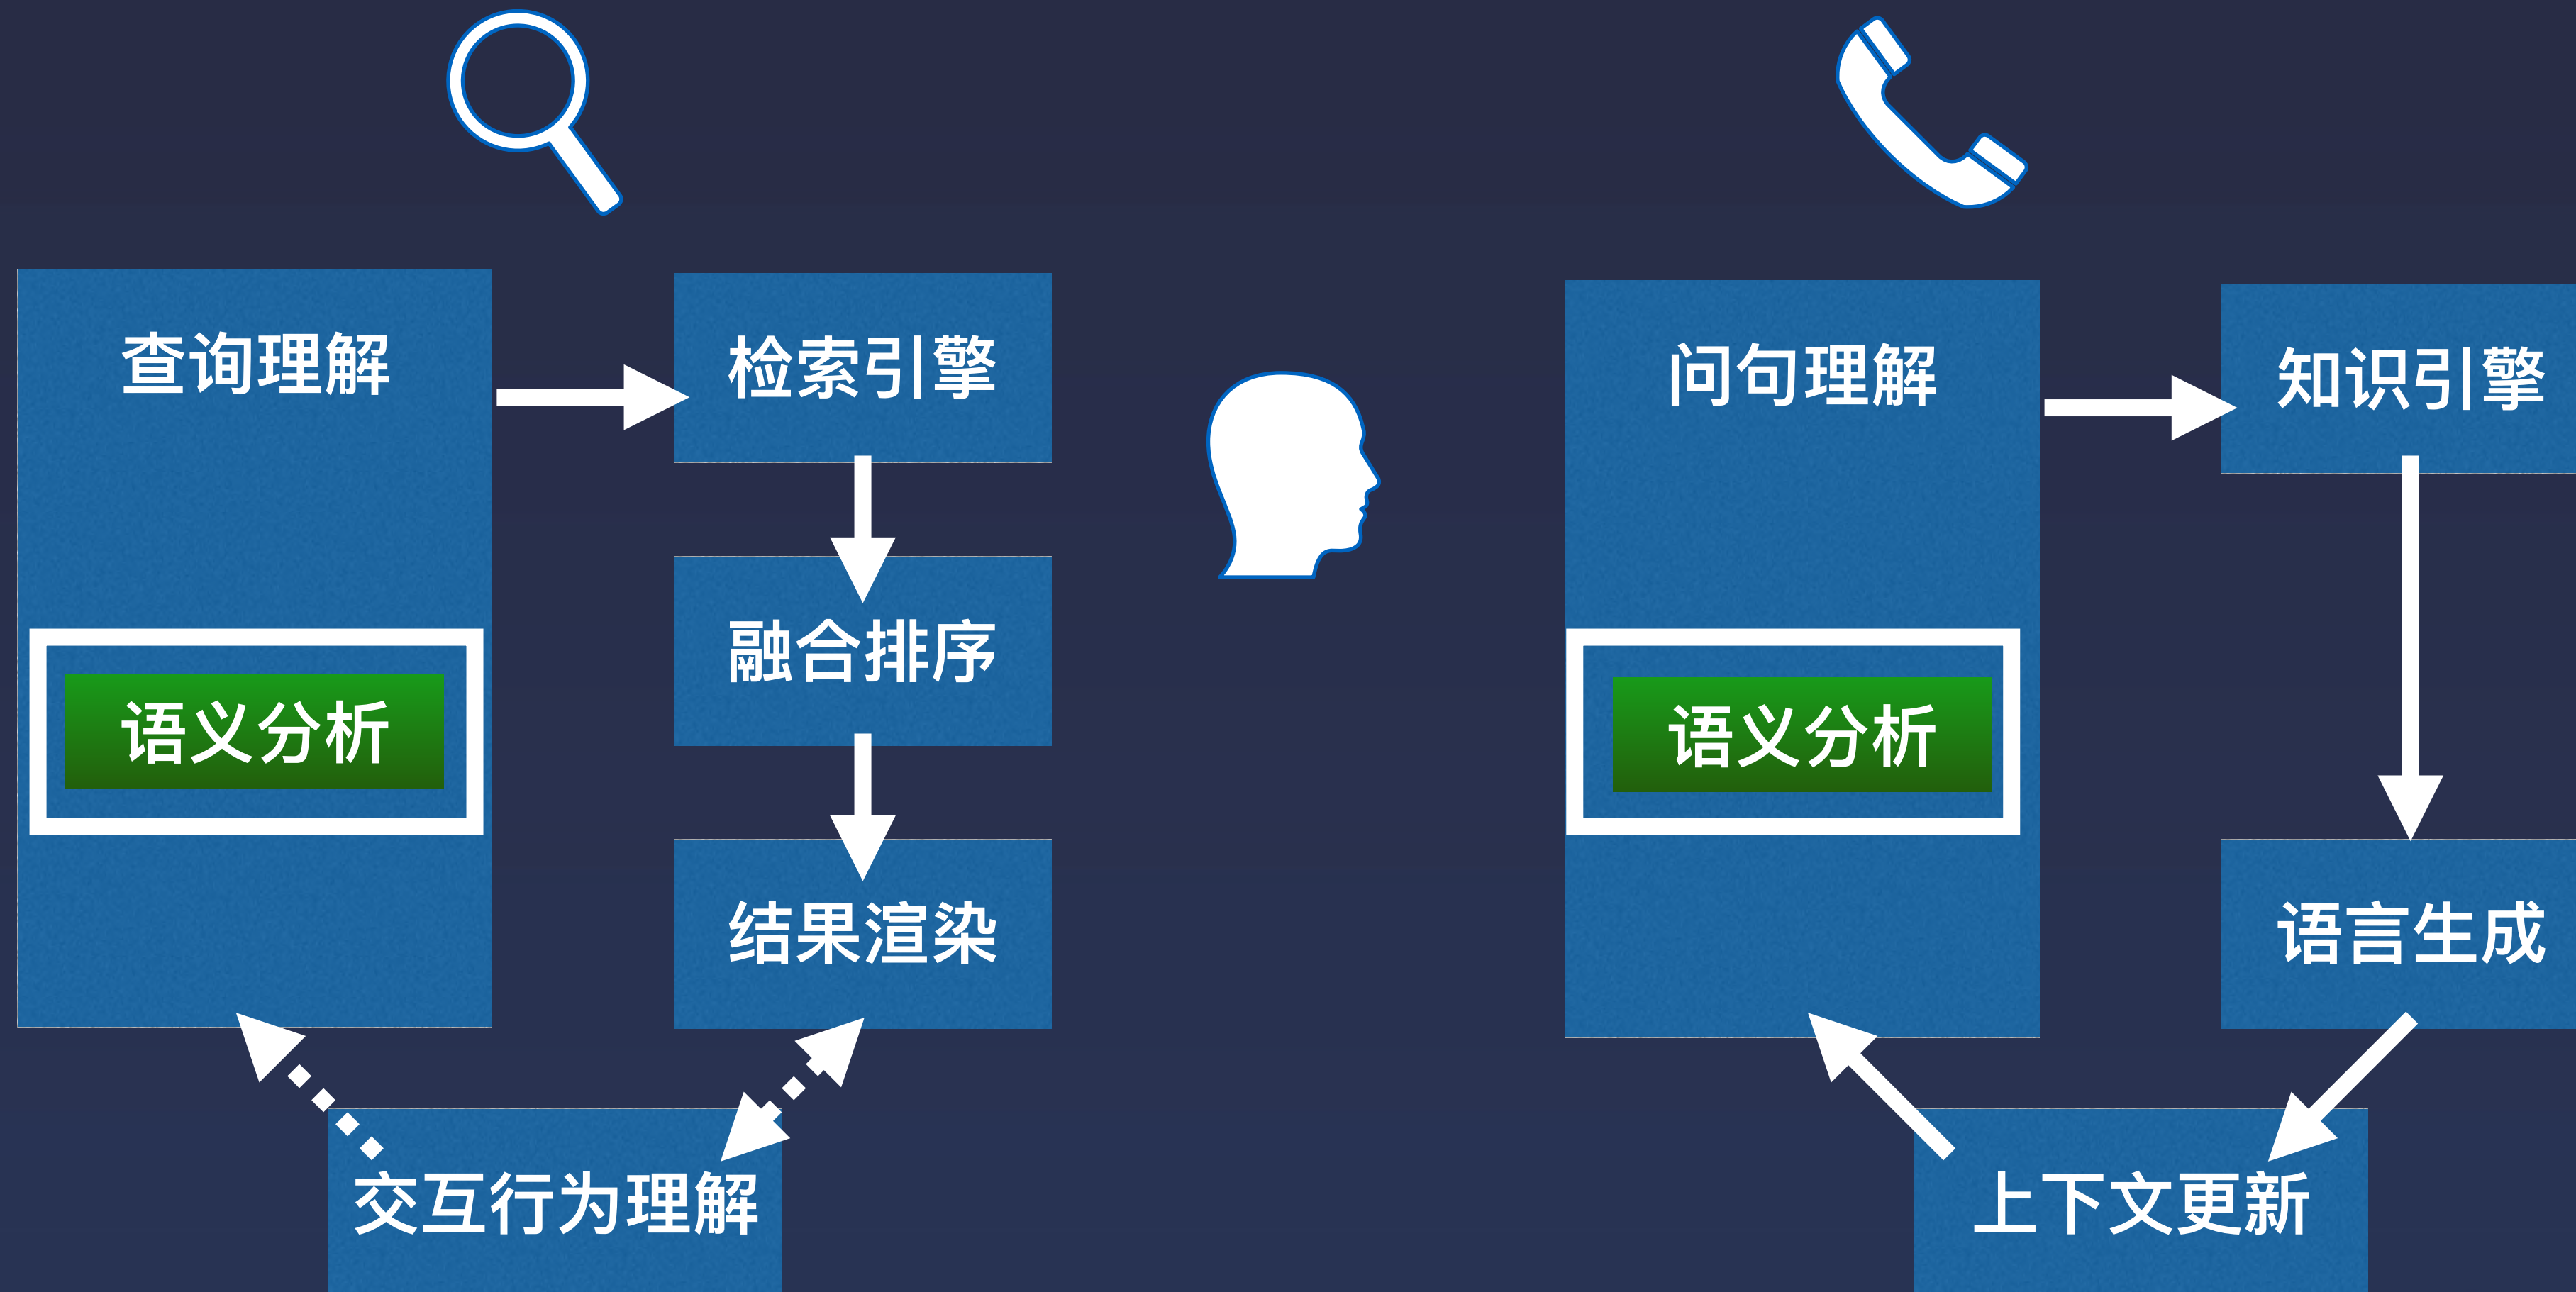 查询理解
语义分析
检索引擎
融合排序
结果渲染
交互行为理解
问句理解
语义分析
知识引擎
语言生成
上下文更新